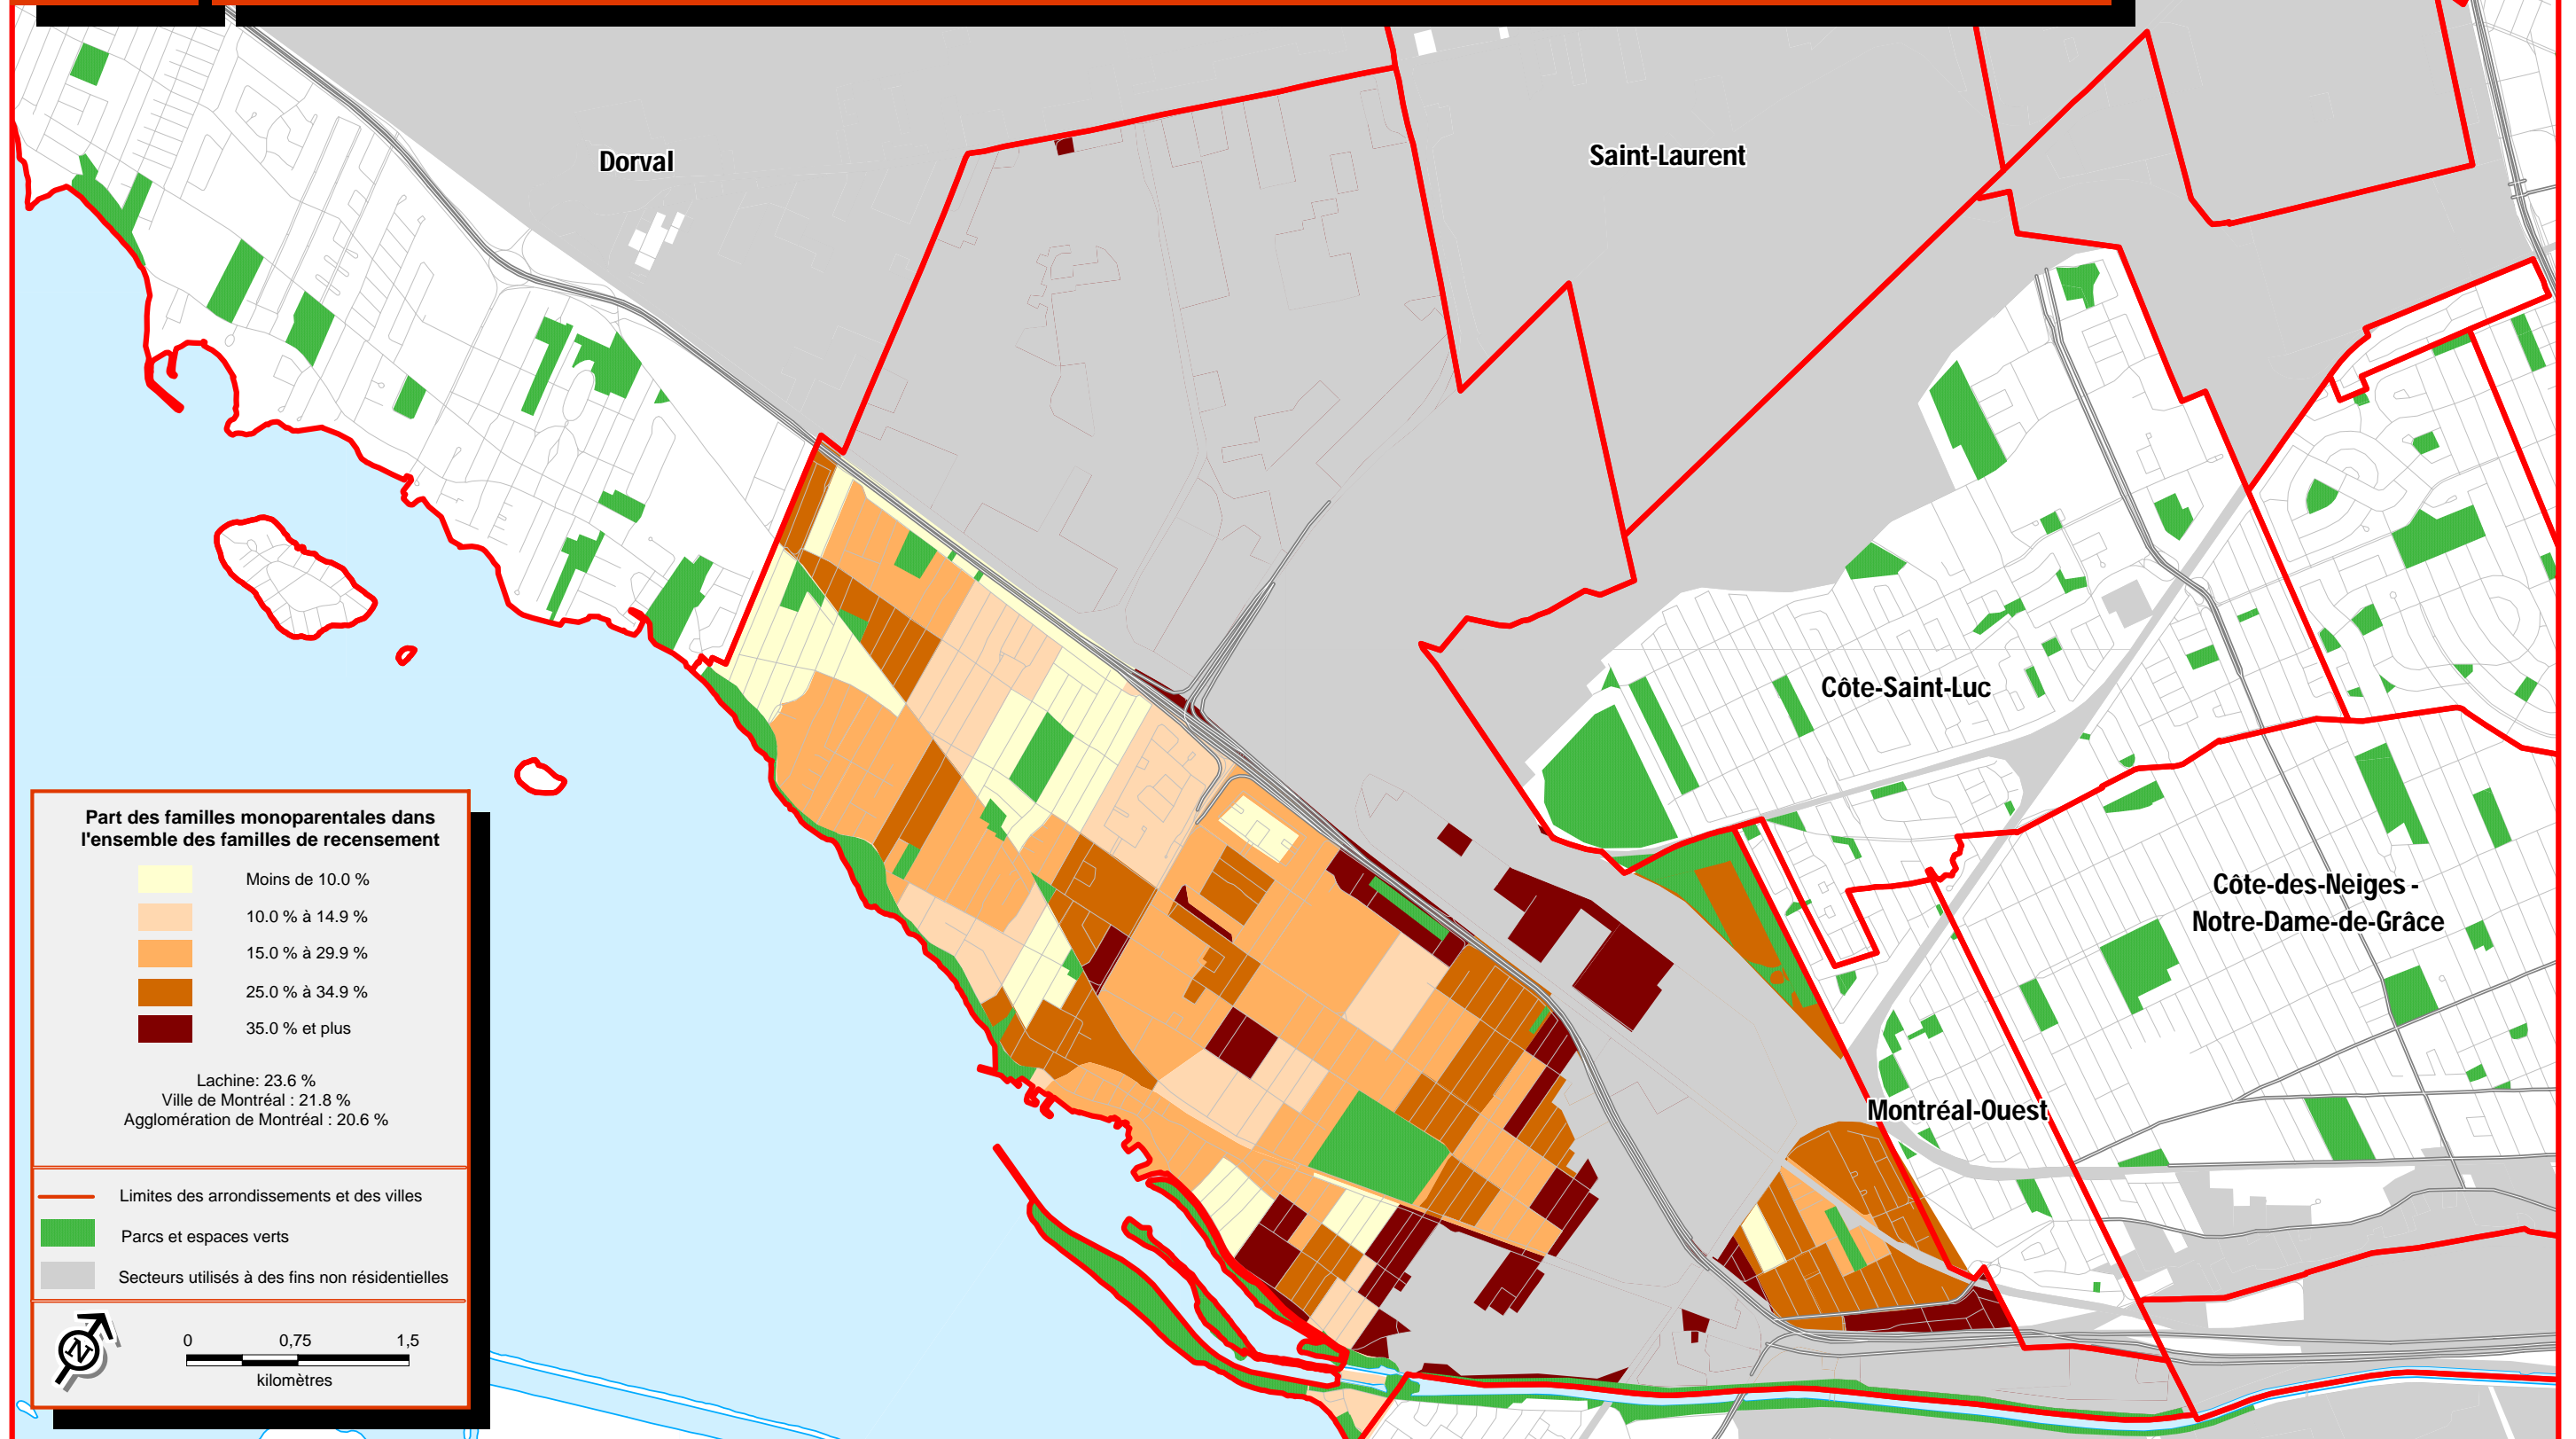 Dorval
Saint-Laurent
Côte-Saint-Luc
Côte-des-Neiges -
Notre-Dame-de-Grâce
Montréal-Ouest
Part des familles monoparentales dans
l'ensemble des familles de recensement
Moins de 10.0 %
10.0 % à 14.9 %
15.0 % à 29.9 %
25.0 % à 34.9 %
35.0 % et plus
Lachine: 23.6 %
Ville de Montréal : 21.8 %
Agglomération de Montréal : 20.6 %
Limites des arrondissements et des villes
Parcs et espaces verts
Secteurs utilisés à des fins non résidentielles
N
0 0,75 1,5
kilomètres